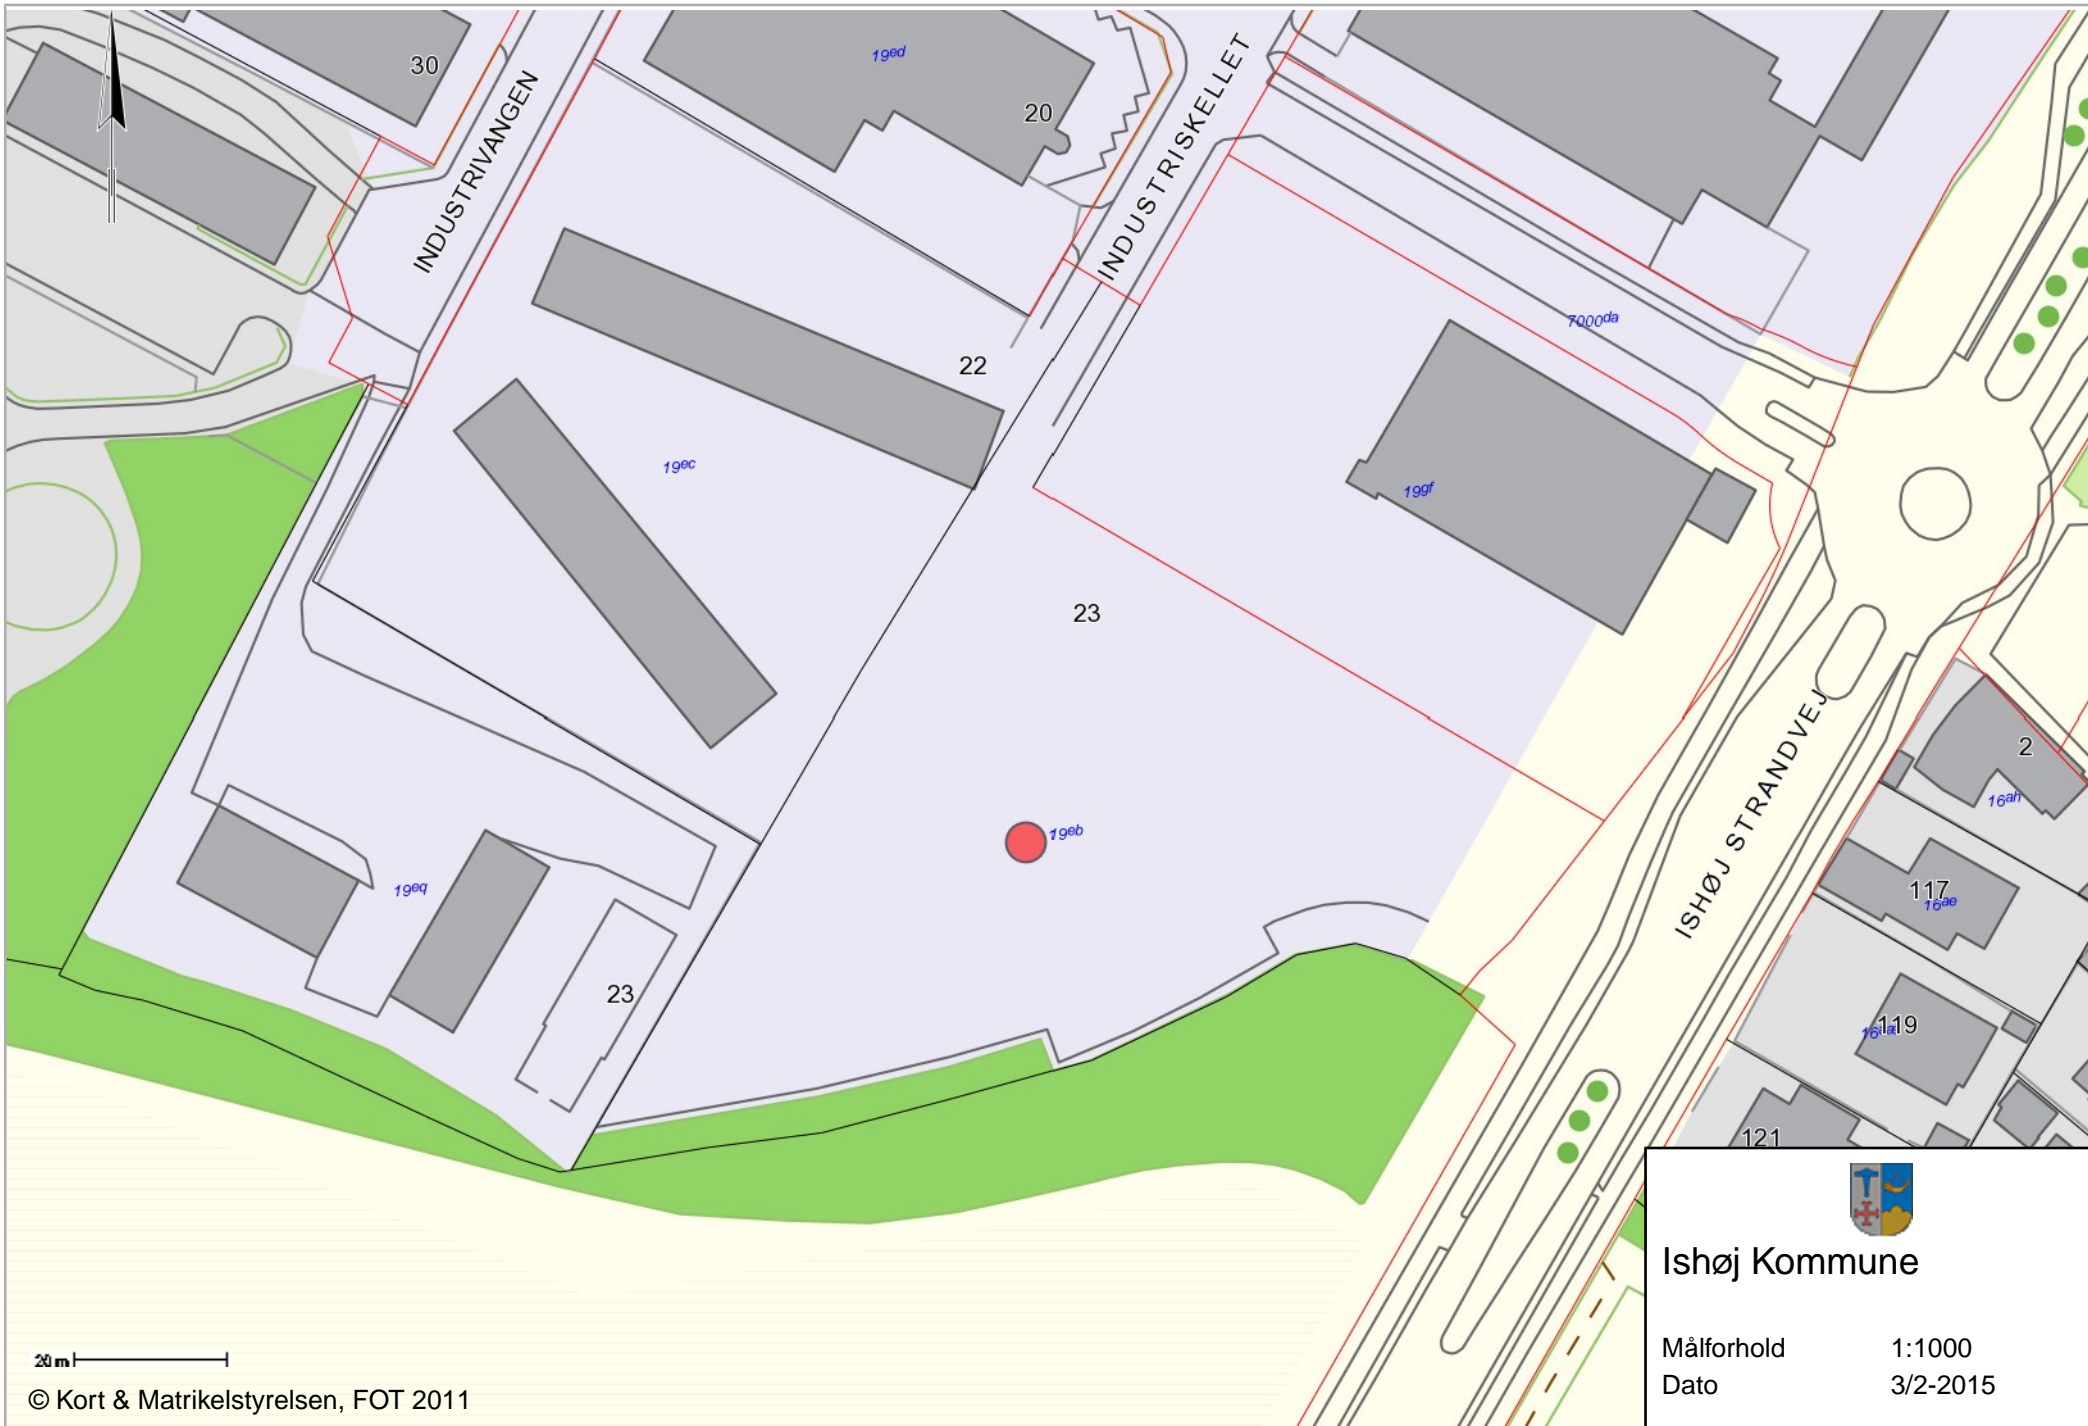 30
INDUSTRIVANGEN
19ed
20
INDUSTRISKELLET
7000da
22
19ec
19gf
23
2
16ah
19eb
ISHØJ STRANDVEJ
19eq
117
16ae
23
119
121
Ishøj Kommune
Målforhold 1:1000
Dato 3/2-2015
20 m
© Kort & Matrikelstyrelsen, FOT 2011